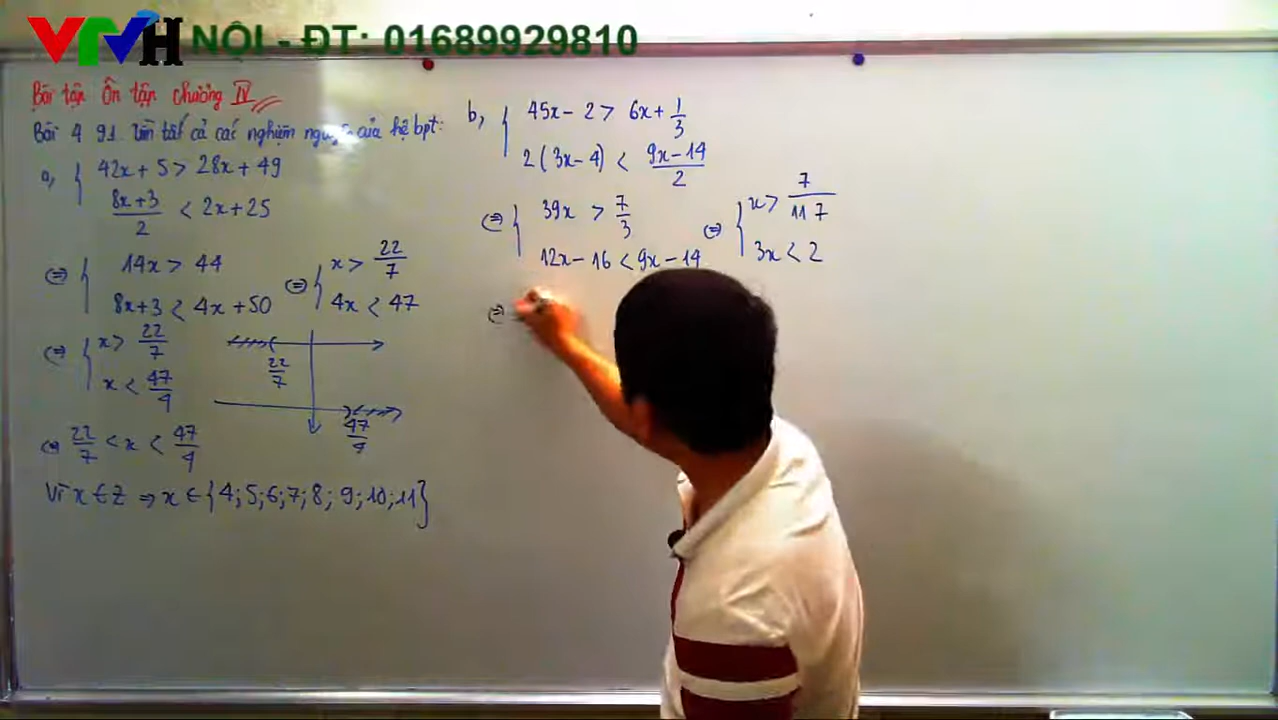 VTVH NỘI - ĐT: 01689929810
Bài tập Ôn tập chương IV
Bài 4 91. Tìm tất cả các nghiệm của hệ bpt:
a, { 42x + 5 > 28x + 49
(8x+3)/2 < 2x + 25
⇔ { 14x > 44
8x+3 < 4x + 50
⇔ { x > 22/7
4x < 47
⇔ { x > 22/7
x < 47/4
22/7
47/4
⇔ 22/7 < x < 47/4
Vì x ∈ Z ⇒ x ∈ {4; 5; 6; 7; 8; 9; 10; 11}
b, { 45x - 2 > 6x + 1/3
2(3x-4) < (9x-14)/2
⇔ { 39x > 7/3
12x - 16 < 9x - 14
⇔ { x > 7/117
3x < 2
⇔